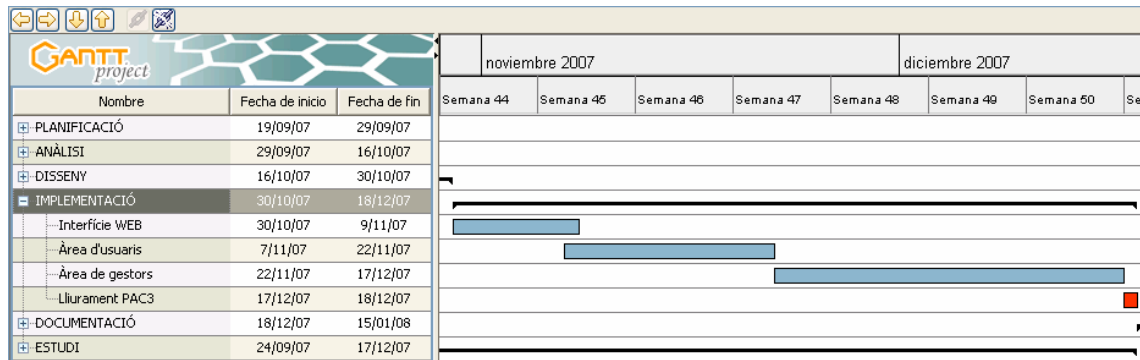 GANTT
project
noviembre 2007 diciembre 2007
Nombre Fecha de inicio Fecha de fin Semana 44 Semana 45 Semana 46 Semana 47 Semana 48 Semana 49 Semana 50 Se
PLANIFICACIÓ 19/09/07 29/09/07
ANÀLISI 29/09/07 16/10/07
DISSENY 16/10/07 30/10/07
IMPLEMENTACIÓ 30/10/07 18/12/07
Interfície WEB 30/10/07 9/11/07
Àrea d'usuaris 7/11/07 22/11/07
Àrea de gestors 22/11/07 17/12/07
Lliurament PAC3 17/12/07 18/12/07
DOCUMENTACIÓ 18/12/07 15/01/08
ESTUDI 24/09/07 17/12/07